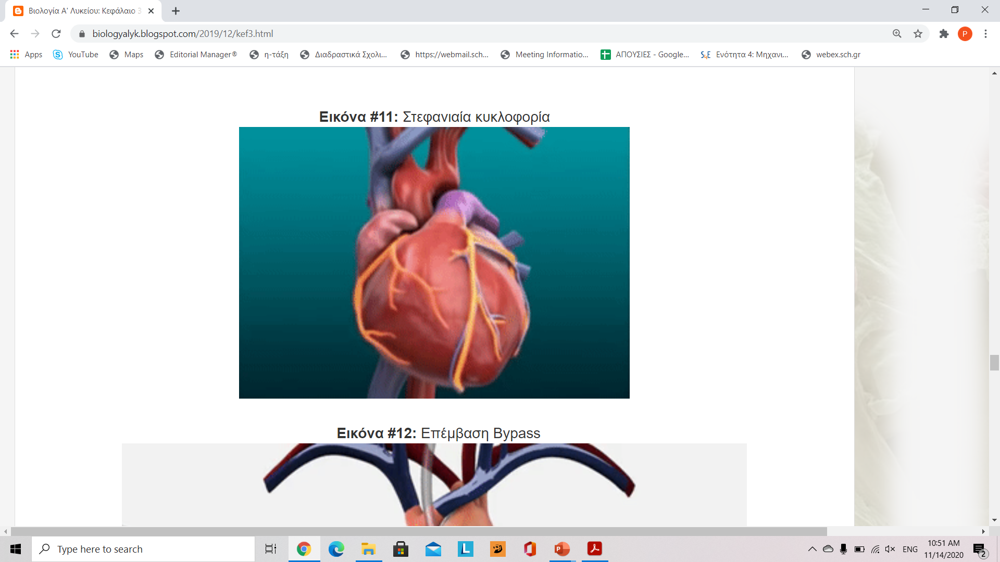 Βιολογία Α' Λυκείου: Κεφάλαιο 3
biologyalyk.blogspot.com/2019/12/kef3.html
P
Apps
YouTube
Maps
Editorial Manager®
η-τάξη
Διαδραστικά Σχολι...
https://webmail.sch...
Meeting Informatio...
ΑΠΟΥΣΙΕΣ - Google...
Ενότητα 4: Μηχανι...
webex.sch.gr
Εικόνα #11: Στεφανιαία κυκλοφορία
Εικόνα #12: Επέμβαση Bypass
Type here to search
L
P
ENG
10:51 AM
11/14/2020
2